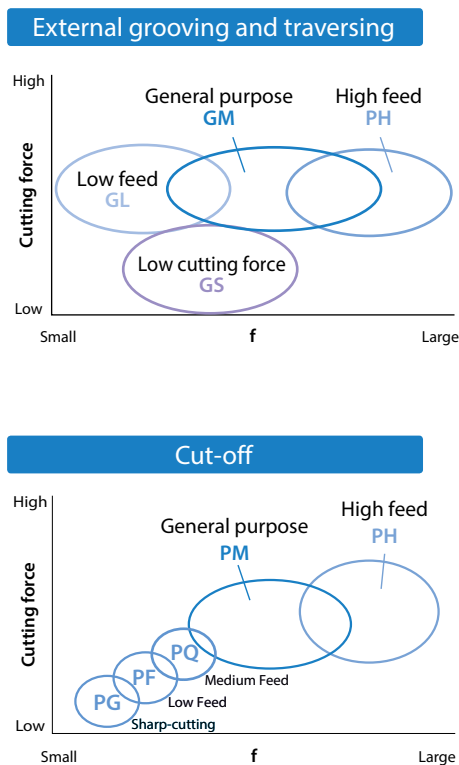 External grooving and traversing
High
General purpose
GM
High feed
PH
Low feed
GL
Cutting force
Low cutting force
GS
Low
Small
f
Large
Cut-off
High
High feed
PH
General purpose
PM
Cutting force
PQ
Medium Feed
PF
Low Feed
PG
Sharp-cutting
Low
Small
f
Large